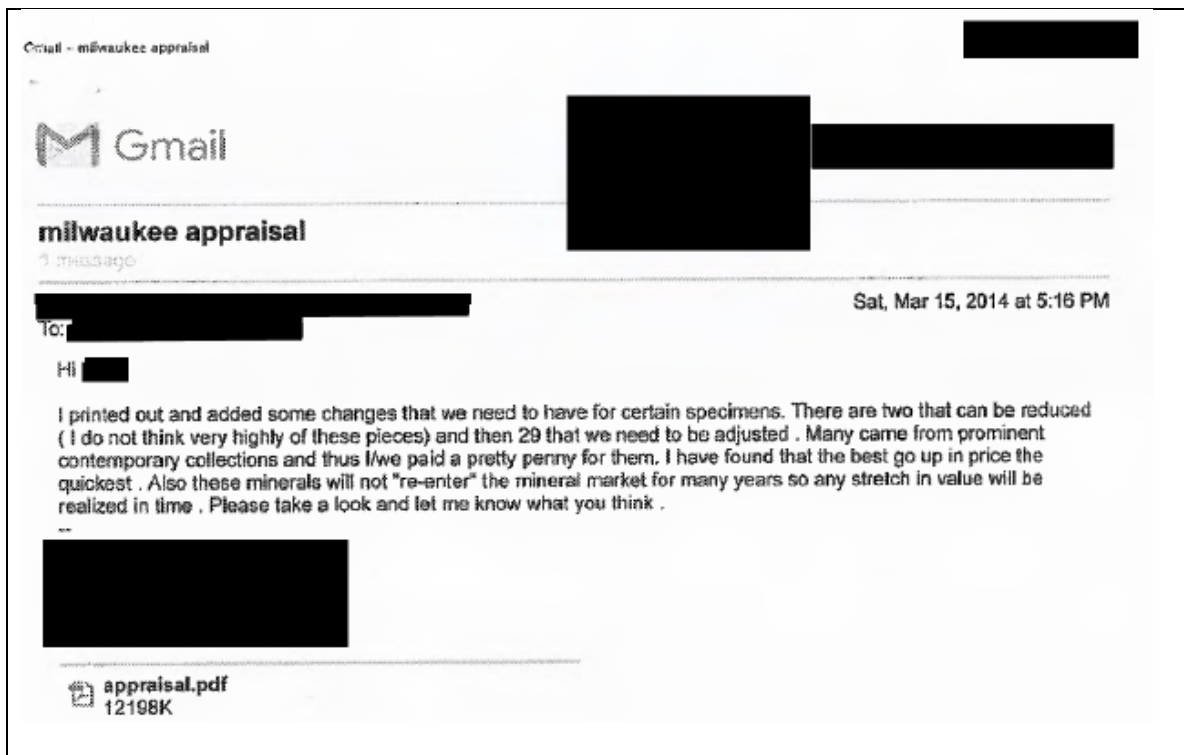 Gmail - milwaukee appraisal
Gmail
milwaukee appraisal
1 message
Sat, Mar 15, 2014 at 5:16 PM
To:
Hi
I printed out and added some changes that we need to have for certain specimens. There are two that can be reduced
( I do not think very highly of these pieces) and then 29 that we need to be adjusted . Many came from prominent
contemporary collections and thus I/we paid a pretty penny for them. I have found that the best go up in price the
quickest . Also these minerals will not "re-enter" the mineral market for many years so any stretch in value will be
realized in time . Please take a look and let me know what you think .
--
appraisal.pdf
12198K